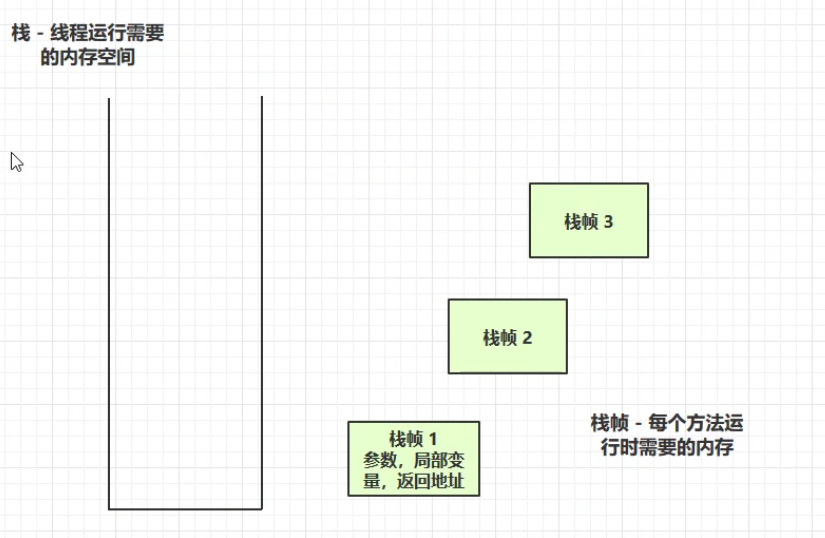 栈 - 线程运行需要
的内存空间
栈帧 3
栈帧 2
栈帧 1
参数，局部变
量，返回地址
栈帧 - 每个方法运
行时需要的内存